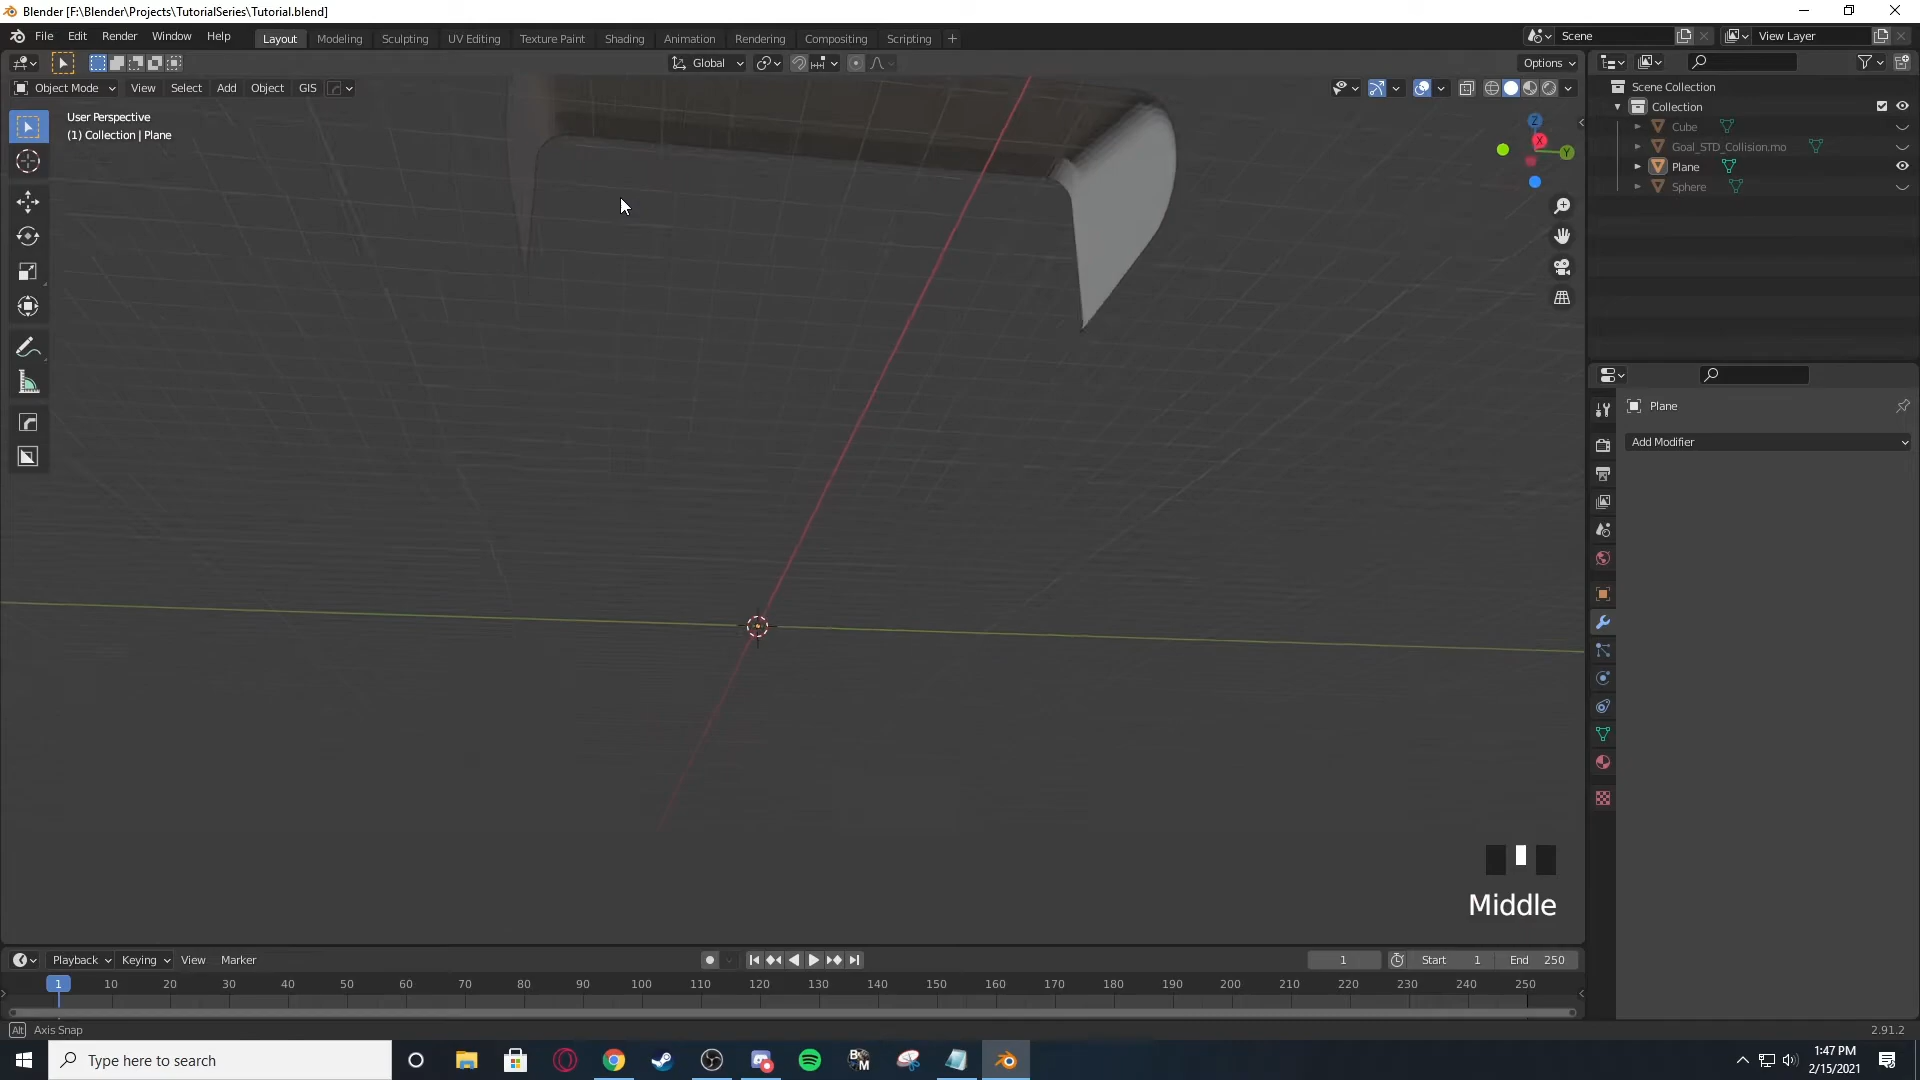 Blender [F:\Blender\Projects\TutorialSeries\Tutorial.blend]
File Edit Render Window Help Layout Modeling Sculpting UV Editing Texture Paint Shading Animation Rendering Compositing Scripting Scene View Layer
Global Options
Object Mode View Select Add Object GIS
User Perspective
(1) Collection | Plane
Scene Collection
Collection
Cube
Goal_STD_Collision.mo
Plane
Sphere
Z
X
Y
Plane
Add Modifier
Middle
Playback Keying View Marker 1 Start 1 End 250
1 10 20 30 40 50 60 70 80 90 100 110 120 130 140 150 160 170 180 190 200 210 220 230 240 250
Alt Axis Snap 2.91.2
Type here to search
1:47 PM
2/15/2021